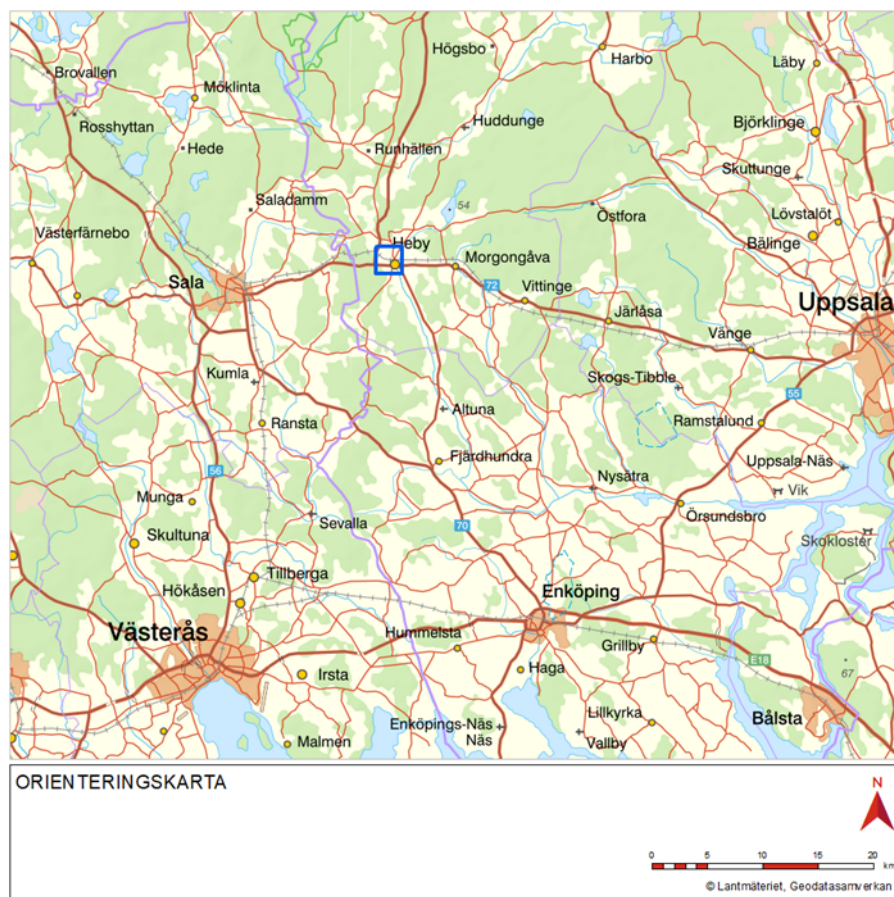 Högsbo
Harbo
Läby
Brovallen
Möklinta
Rosshyttan
Huddunge
Björklinge
Hede
Runhällen
Skuttunge
Saladamm
54
Östfora
Lövstalöt
Västerfärnebo
Heby
Bälinge
Morgongåva
Sala
72
Vittinge
Uppsala
Järlåsa
Vänge
Kumla
Skogs-Tibble
55
Altuna
Ransta
Ramstalund
Fjärdhundra
Uppsala-Näs
56
Nysätra
Vik
Munga
Sevalla
Örsundsbro
70
Skultuna
Skokloster
Tillberga
Hökåsen
Enköping
Västerås
Hummelsta
Grillby
E18
Irsta
Haga
67
Lillkyrka
Bålsta
Enköpings-Näs
Näs
Vallby
Malmen
ORIENTERINGSKARTA
N
0 5 10 15 20
km
© Lantmäteriet, Geodatasamverkan